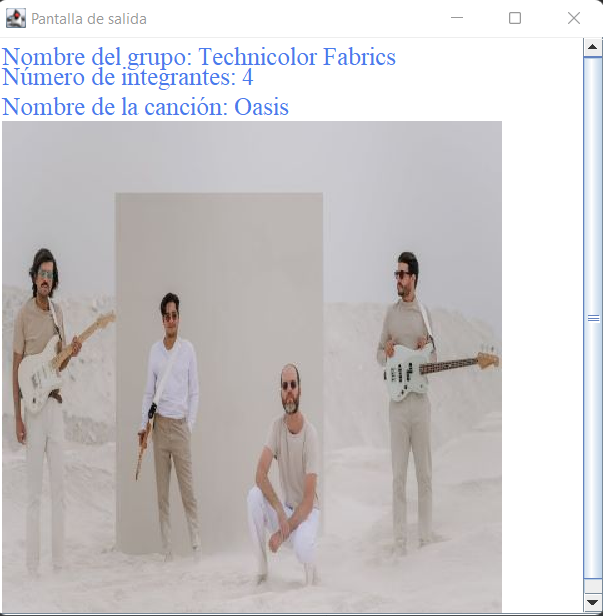 Pantalla de salida
Nombre del grupo: Technicolor Fabrics
Número de integrantes: 4
Nombre de la canción: Oasis